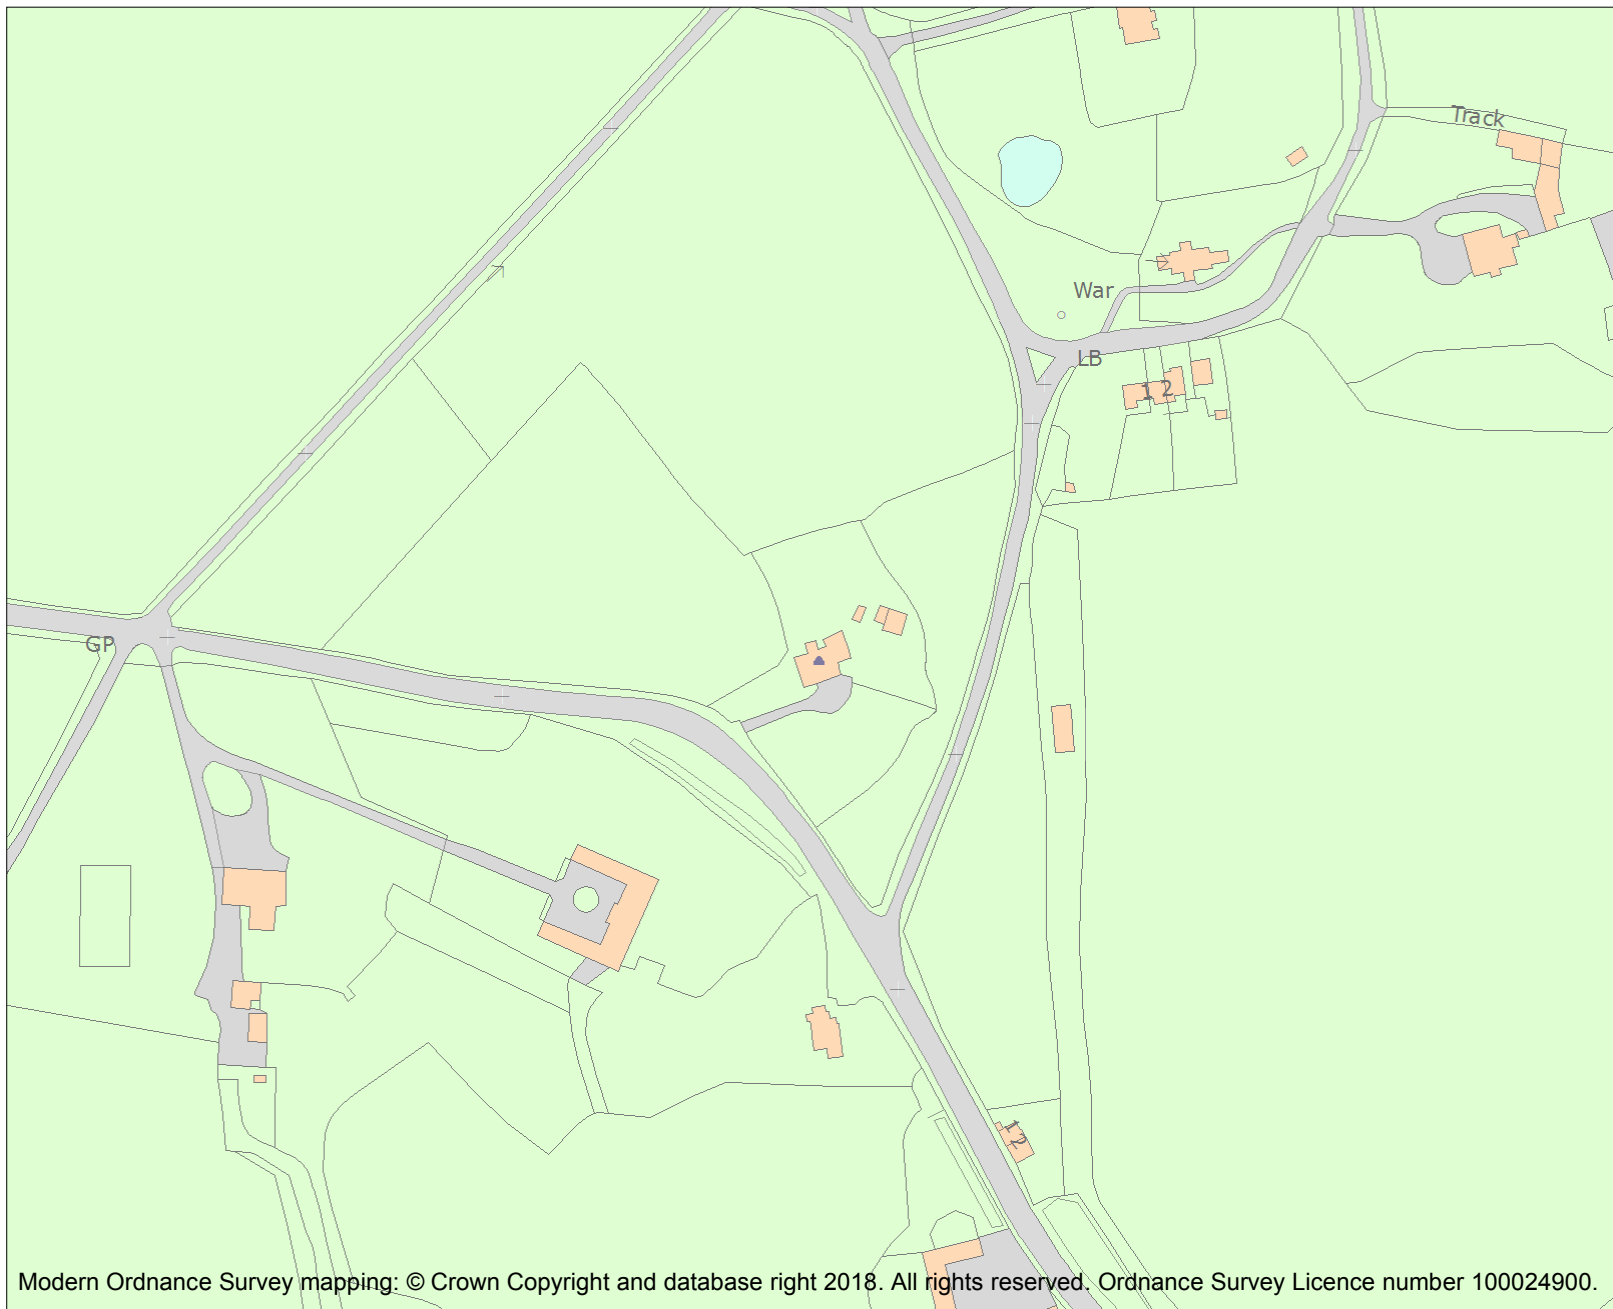 Track
War
LB
1 2
GP
1 2
Modern Ordnance Survey mapping: © Crown Copyright and database right 2018. All rights reserved. Ordnance Survey Licence number 100024900.